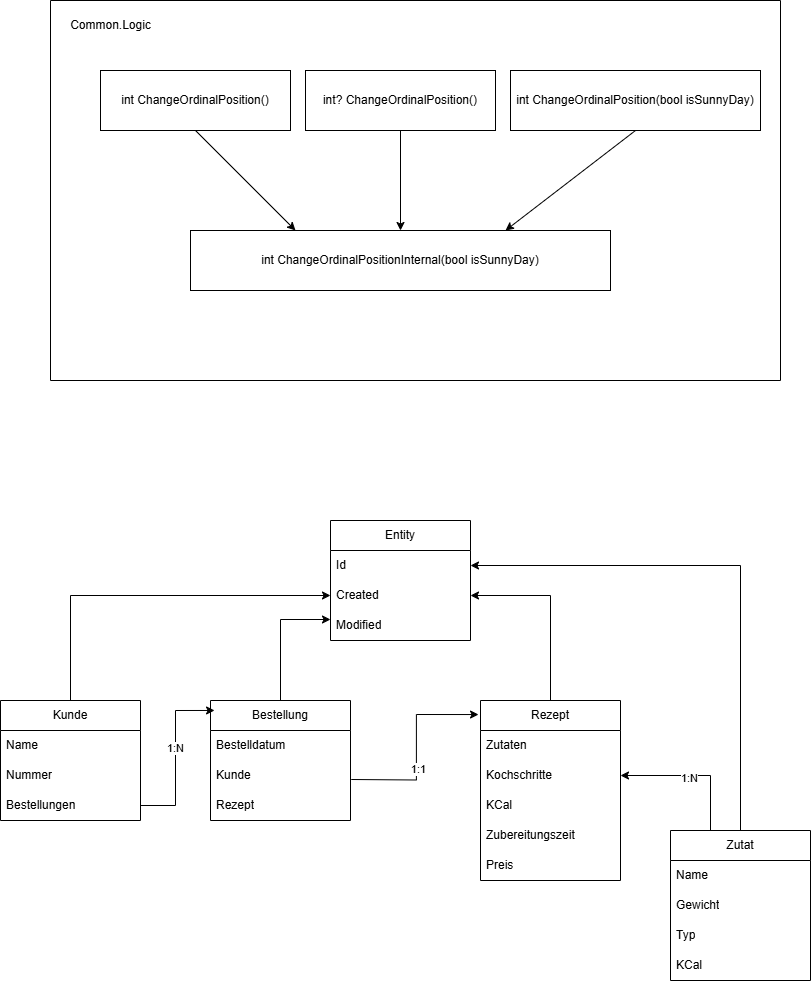 Common.Logic
int ChangeOrdinalPosition()
int? ChangeOrdinalPosition()
int ChangeOrdinalPosition(bool isSunnyDay)
int ChangeOrdinalPositionInternal(bool isSunnyDay)
Entity
Id
Created
Modified
Kunde
Name
Nummer
Bestellungen
1:N
Bestellung
Bestelldatum
Kunde
Rezept
1:1
Rezept
Zutaten
Kochschritte
KCal
Zubereitungszeit
Preis
1:N
Zutat
Name
Gewicht
Typ
KCal